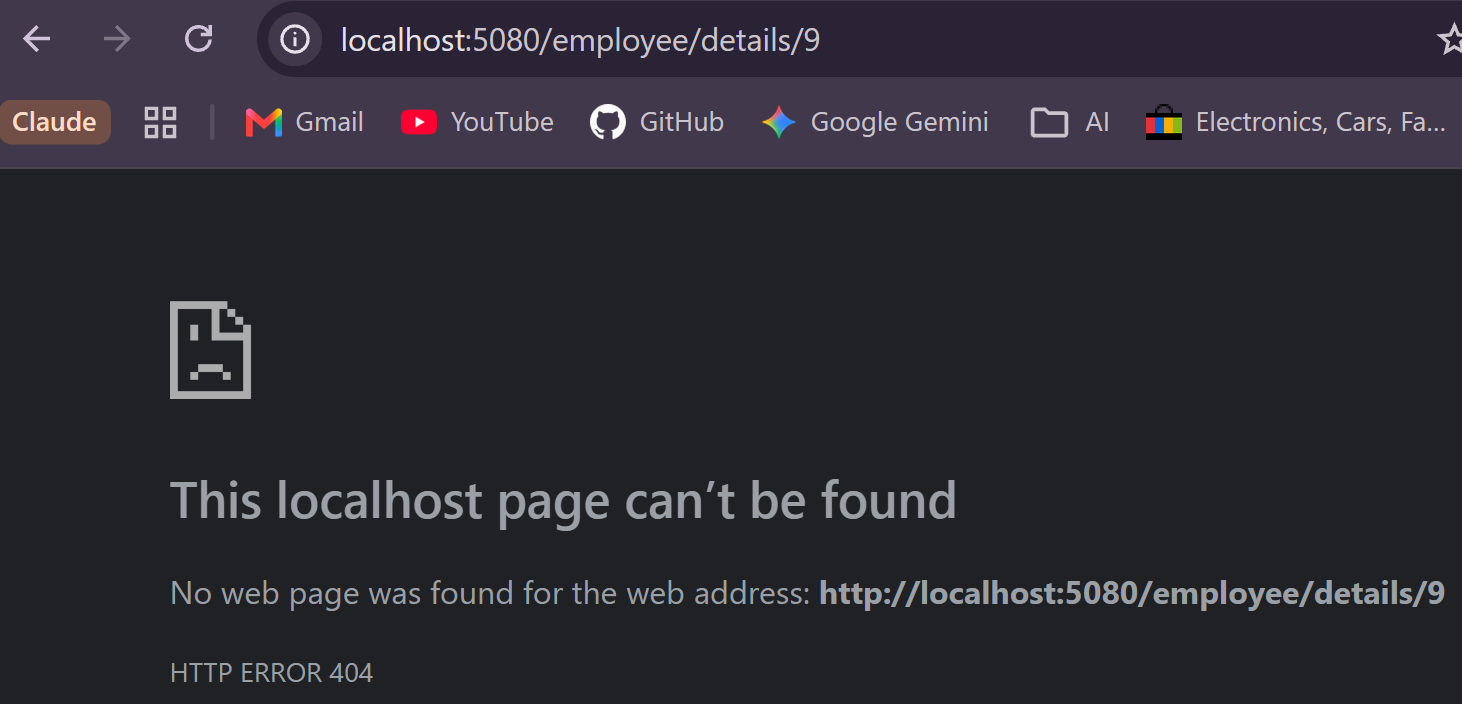 localhost:5080/employee/details/9
Claude Gmail YouTube GitHub Google Gemini AI Electronics, Cars, Fa...
This localhost page can’t be found
No web page was found for the web address: http://localhost:5080/employee/details/9
HTTP ERROR 404